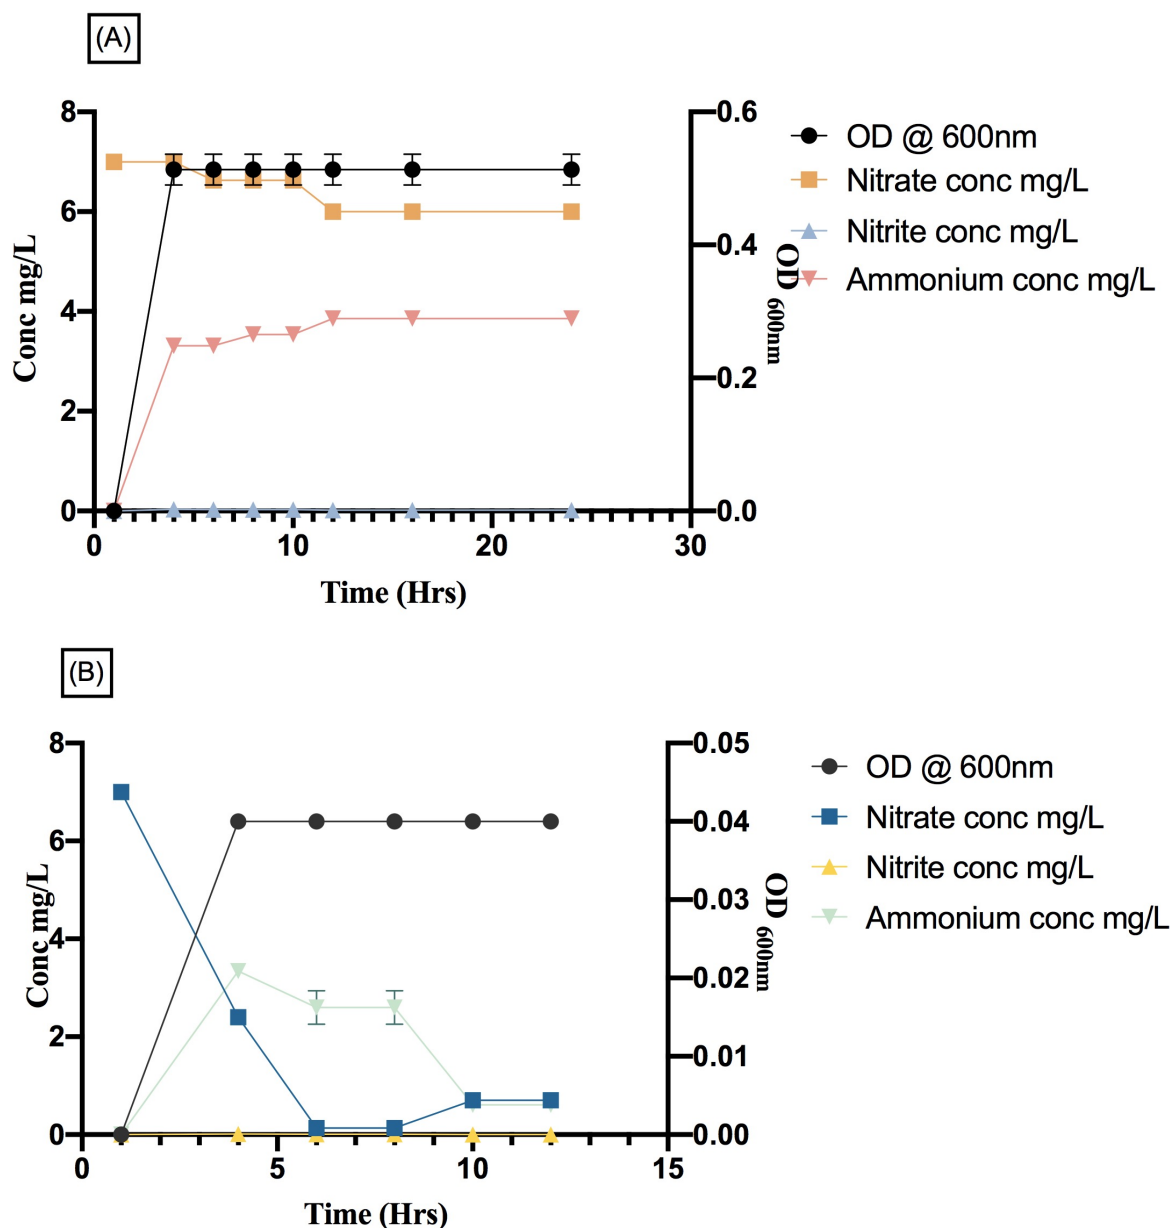 (A)
8
6
4
2
0
Conc mg/L
0 10 20 30
Time (Hrs)
0.6
0.4
0.2
0.0
OD 600nm
OD @ 600nm
Nitrate conc mg/L
Nitrite conc mg/L
Ammonium conc mg/L
(B)
8
6
4
2
0
Conc mg/L
0 5 10 15
Time (Hrs)
0.05
0.04
0.03
0.02
0.01
0.00
OD 600nm
OD @ 600nm
Nitrate conc mg/L
Nitrite conc mg/L
Ammonium conc mg/L